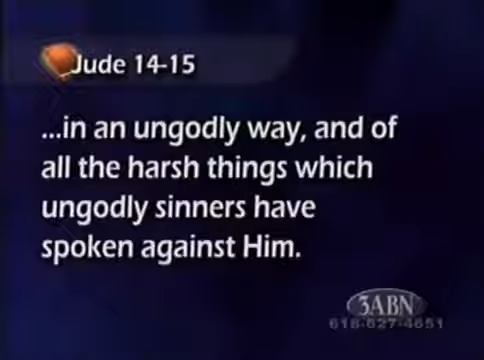 Jude 14-15
...in an ungodly way, and of
all the harsh things which
ungodly sinners have
spoken against Him.
3ABN
618-627-4651